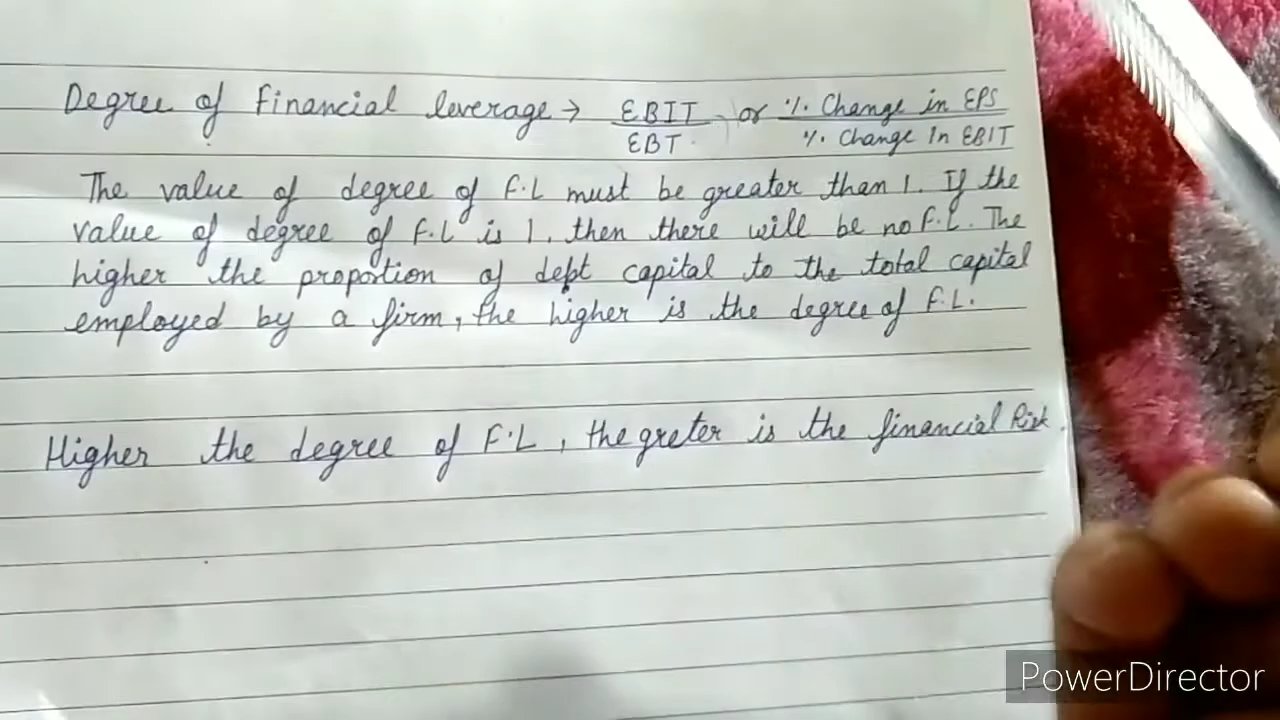 Degree of Financial leverage → EBIT / EBT or % Change in EPS / % Change In EBIT
The value of degree of F.L must be greater than 1. If the
value of degree of F.L is 1, then there will be no F.L. The
higher the proportion of debt capital to the total capital
employed by a firm, the higher is the degree of F.L.
Higher the degree of F.L, the greter is the financial Risk.
PowerDirector